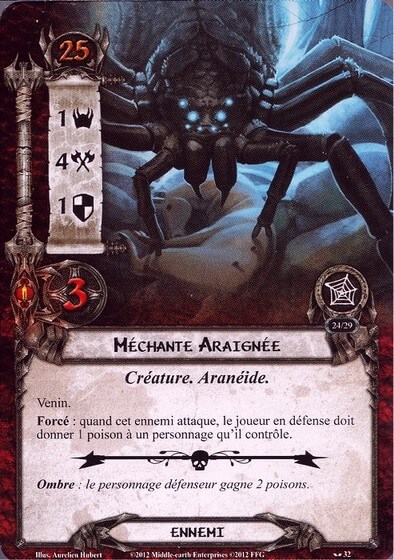 25
1
4
1
3
24/29
Méchante Araignée
Créature. Aranéide.
Venin.
Forcé : quand cet ennemi attaque, le joueur en défense doit
donner 1 poison à un personnage qu'il contrôle.
Ombre : le personnage défenseur gagne 2 poisons.
ENNEMI
Illus. Aurelien Hubert ©2012 Middle-earth Enterprises ©2012 FFG 32